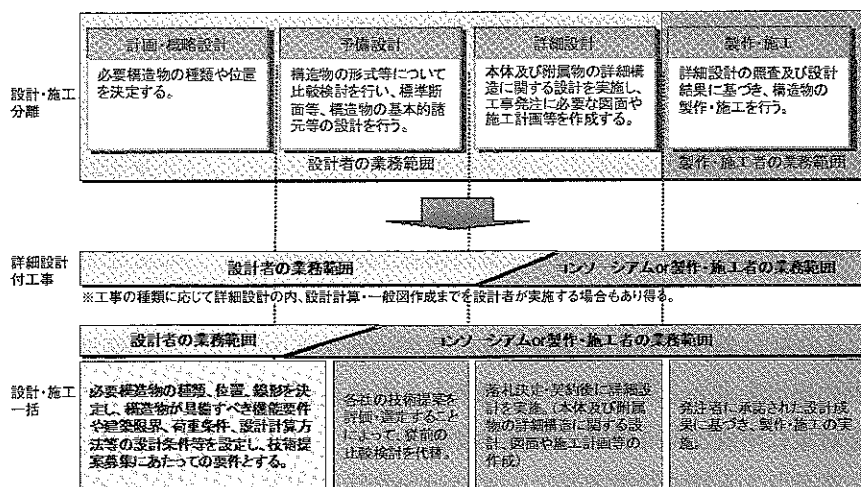 計画・概略設計
必要構造物の種類や位置
を決定する。
予備設計
構造物の形式等について
比較検討を行い、標準断
面等、構造物の基本的諸
元等の設計を行う。
詳細設計
本体及び附属物の詳細構
造に関する設計を実施し、
工事発注に必要な図面や
施工計画等を作成する。
製作・施工
詳細設計の照査及び設計
結果に基づき、構造物の
製作・施工を行う。
設計・施工
分離
設計者の業務範囲
製作・施工者の業務範囲
詳細設計
付工事
設計者の業務範囲
コンソーシアムor製作・施工者の業務範囲
※工事の種類に応じて詳細設計の内、設計計算・一般図作成までを設計者が実施する場合もあり得る。
設計者の業務範囲
コンソーシアムor製作・施工者の業務範囲
設計・施工
一括
必要構造物の種類、位置、線形を決
定し、構造物が具備すべき機能要件
や建築限界、荷重条件、設計計算方
法等の設計条件等を設定し、技術提
案募集にあたっての要件とする。
各社の技術提案を
評価・選定すること
によって、従前の
比較検討を代替。
落札決定・契約後に詳細設
計を実施。（本体及び附属
物の詳細構造に関する設
計、図面や施工計画等の
作成）
発注者に承諾された設計成
果に基づき、製作・施工の実
施。